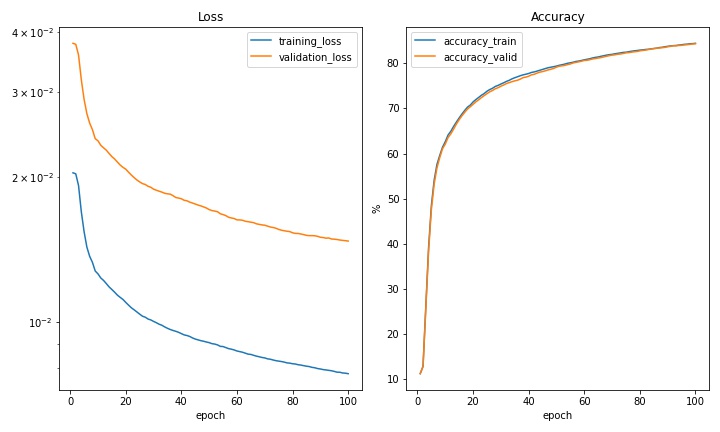 Loss
4 × 10⁻²
3 × 10⁻²
2 × 10⁻²
10⁻²
training_loss
validation_loss
0 20 40 60 80 100
epoch
Accuracy
%
80
70
60
50
40
30
20
10
accuracy_train
accuracy_valid
0 20 40 60 80 100
epoch